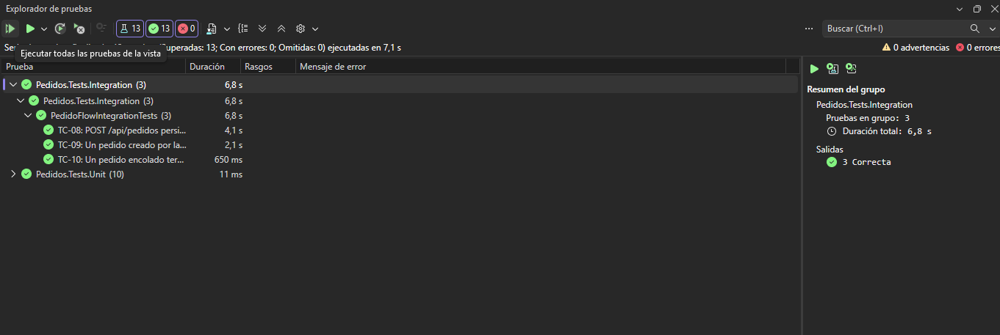 Explorador de pruebas
13 13 0
Buscar (Ctrl+I)
Superadas: 13; Con errores: 0; Omitidas: 0) ejecutadas en 7,1 s
0 advertencias 0 errores
Ejecutar todas las pruebas de la vista
Prueba Duración Rasgos Mensaje de error
Pedidos.Tests.Integration (3) 6,8 s
Pedidos.Tests.Integration (3) 6,8 s
PedidoFlowIntegrationTests (3) 6,8 s
TC-08: POST /api/pedidos persi... 4,1 s
TC-09: Un pedido creado por la... 2,1 s
TC-10: Un pedido encolado ter... 650 ms
Pedidos.Tests.Unit (10) 11 ms
Resumen del grupo
Pedidos.Tests.Integration
Pruebas en grupo: 3
Duración total: 6,8 s
Salidas
3 Correcta